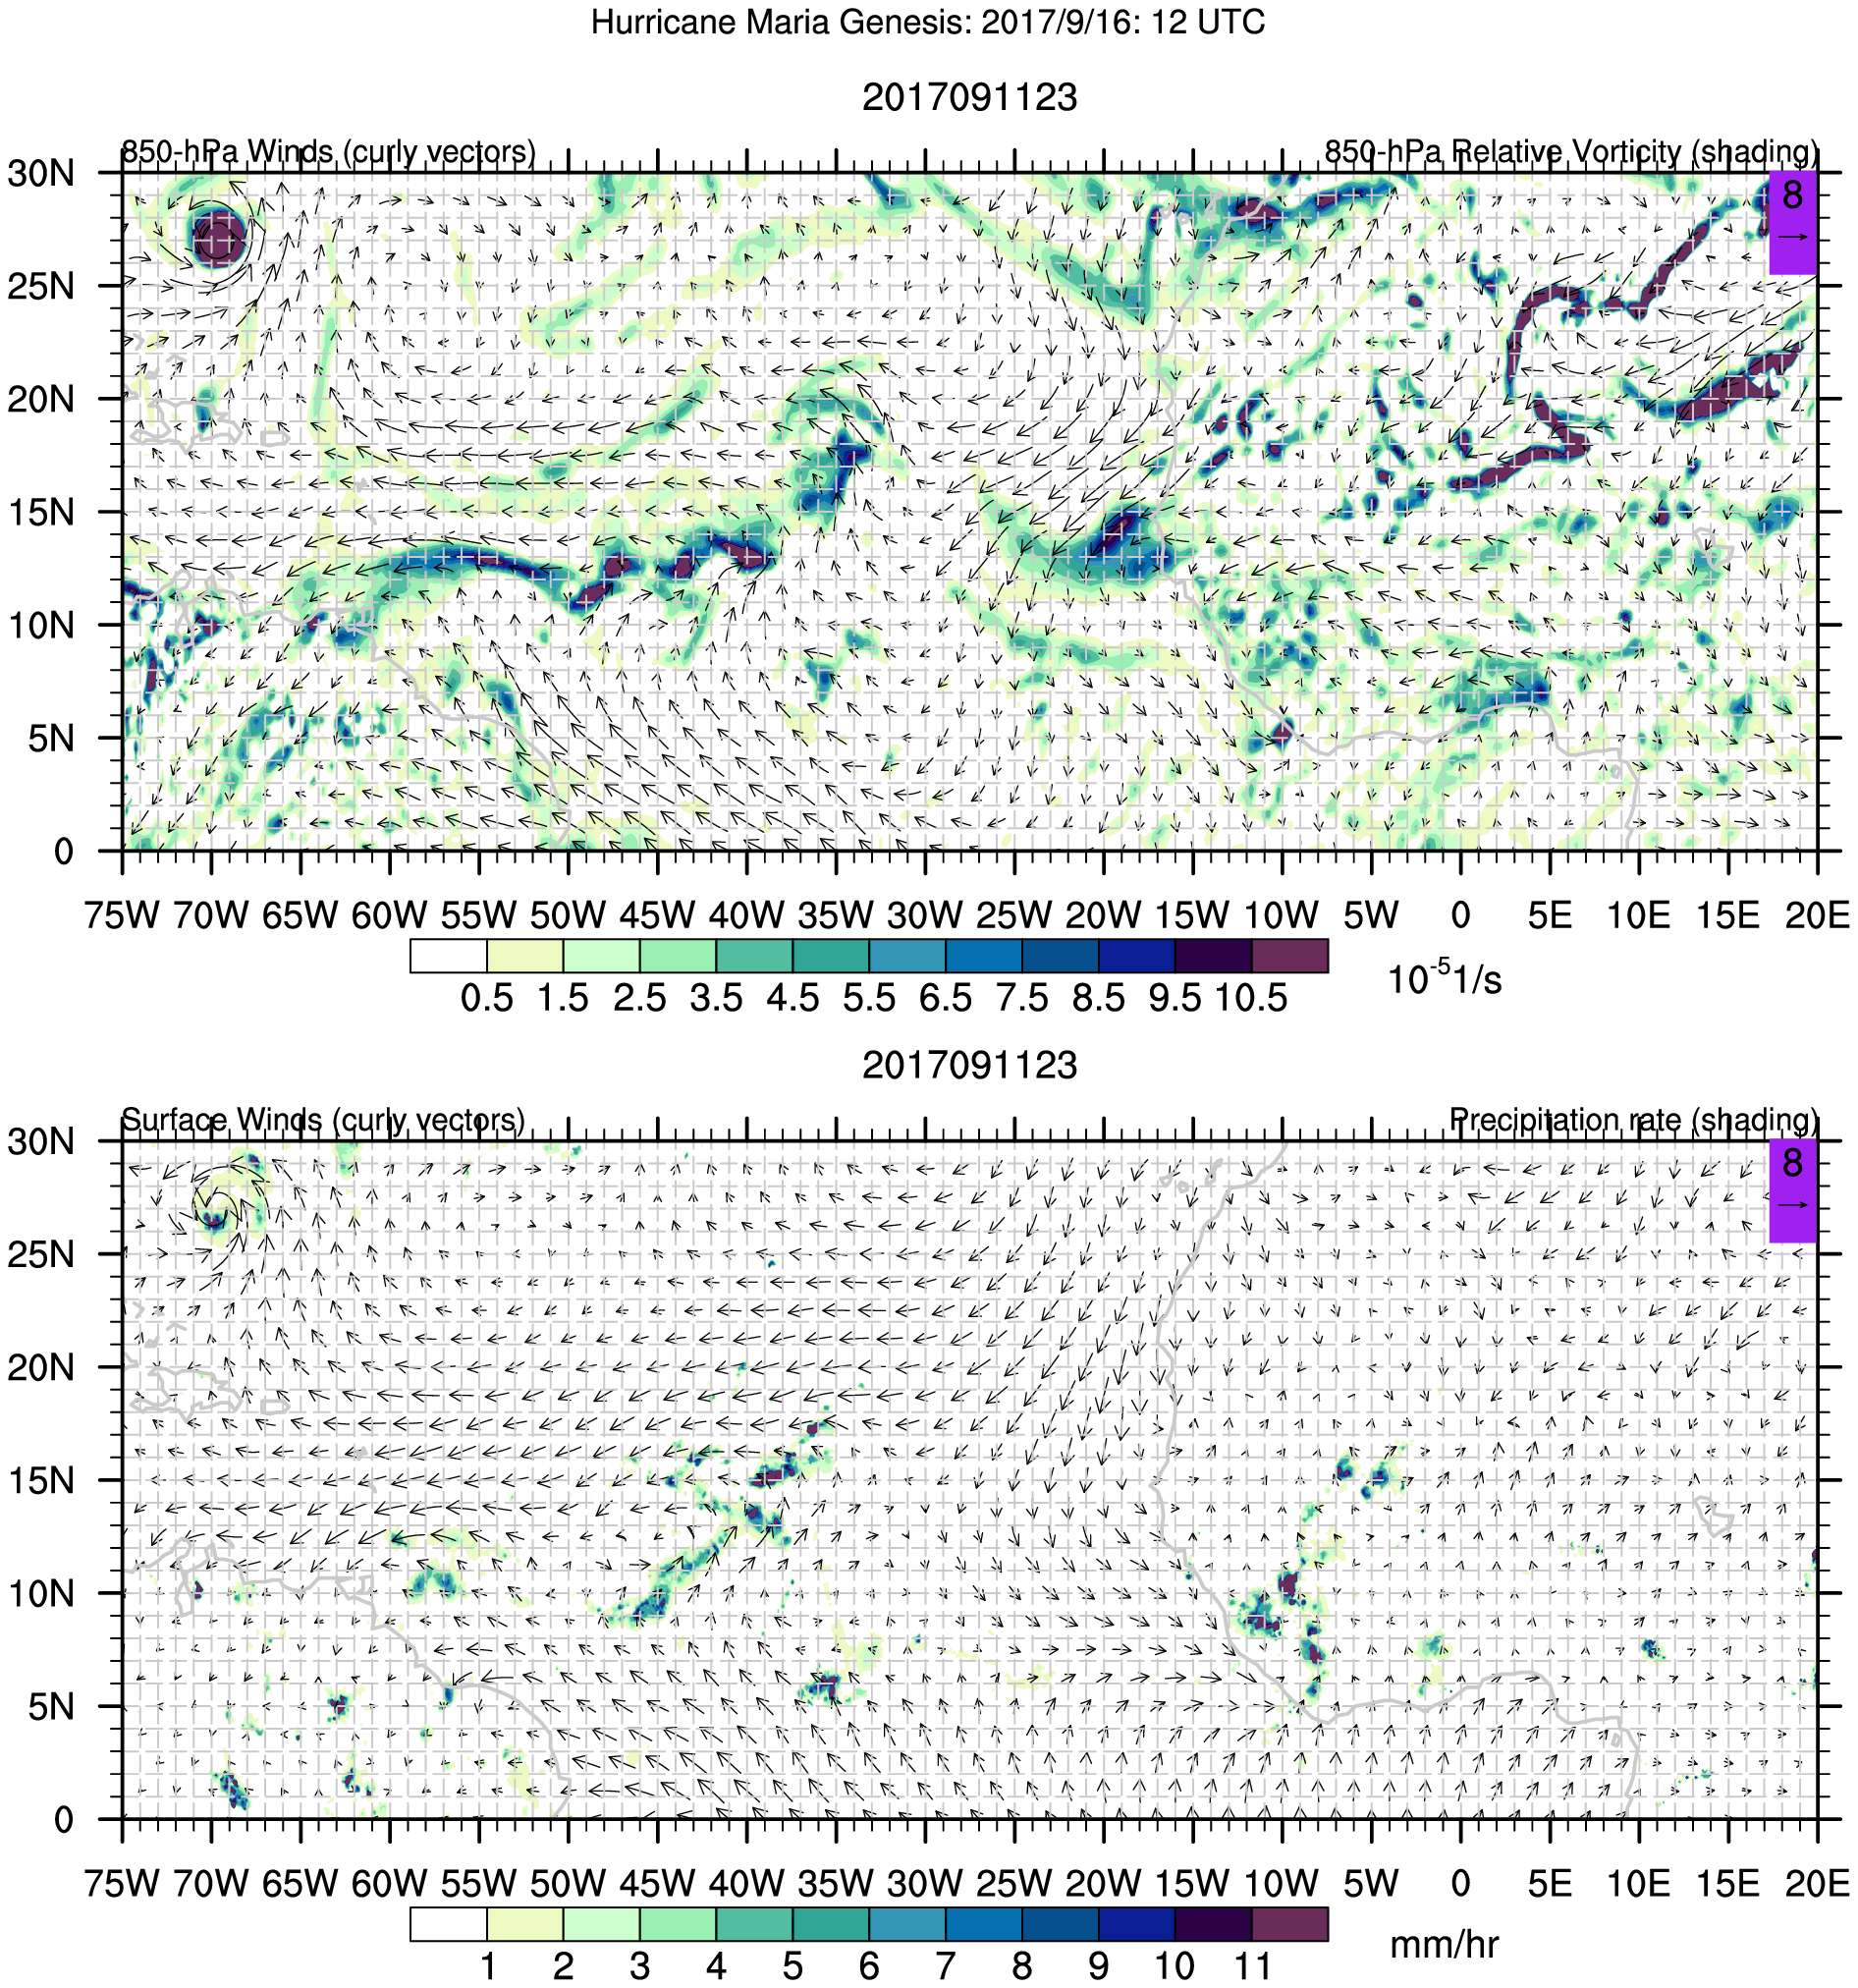 Hurricane Maria Genesis: 2017/9/16: 12 UTC
2017091123
850-hPa Winds (curly vectors) 850-hPa Relative Vorticity (shading)
30N
8
25N
20N
15N
10N
5N
0
75W 70W 65W 60W 55W 50W 45W 40W 35W 30W 25W 20W 15W 10W 5W 0 5E 10E 15E 20E
0.5 1.5 2.5 3.5 4.5 5.5 6.5 7.5 8.5 9.5 10.5
10-51/s
2017091123
Surface Winds (curly vectors) Precipitation rate (shading)
30N
8
25N
20N
15N
10N
5N
0
75W 70W 65W 60W 55W 50W 45W 40W 35W 30W 25W 20W 15W 10W 5W 0 5E 10E 15E 20E
1 2 3 4 5 6 7 8 9 10 11
mm/hr